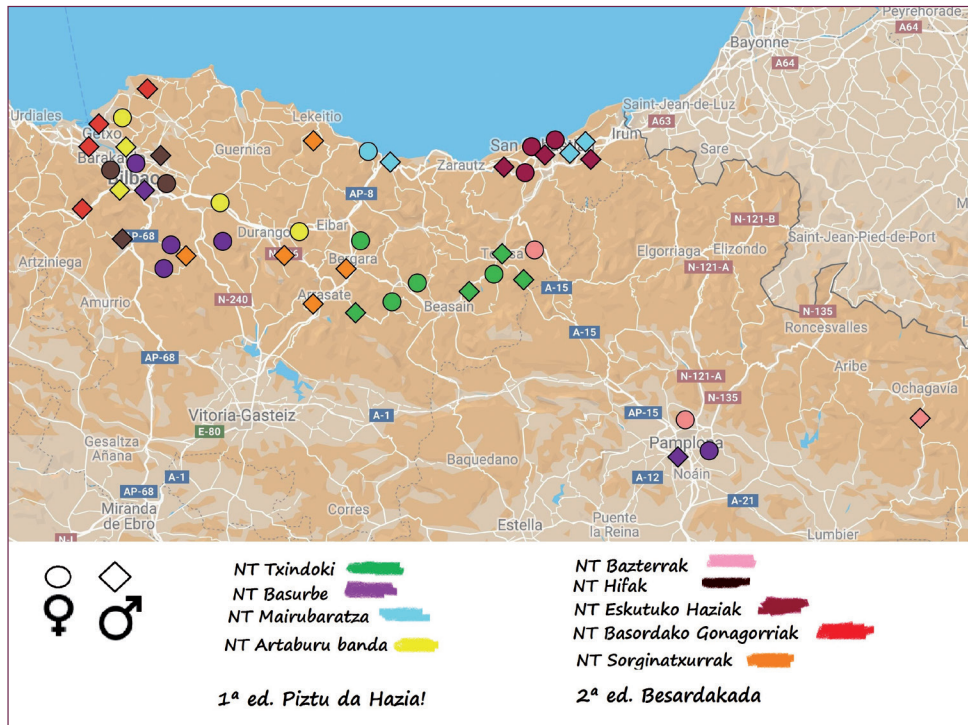 Peyrehorade
Bayonne
A64
A64
Saint-Jean-de-Luz
A63
Urdiales
Lekeitio
Irum
Getxo
San
Sare
Baraka
Guernica
Zarautz
Bilbao
AP-8
N-121-B
Durango
Eibar
Saint-Jean-Pied-de-Port
AP-68
Elgorriaga
Elizondo
Artziniega
Bergara
N-121-A
Amurrio
N-240
Arrasate
A-15
Beasain
N-135
Roncesvalles
A-15
AP-68
Aribe
N-121-A
Ochagavía
Vitoria-Gasteiz
A-1
N-135
AP-15
E-80
Gesaltza
Añana
Baquedano
Pamplona
A-1
A-12
Noáin
AP-68
A-21
Miranda
de Ebro
Corres
Puente
la Reina
Estella
Lumbier
N-I
NT Txindoki
NT Basurbe
NT Mairubaratza
NT Artaburu banda
1ª ed. Piztu da Hazia!
NT Bazterrak
NT Hifak
NT Eskutuko Haziak
NT Basordako Gonagorriak
NT Sorginatxurrak
2ª ed. Besardakada